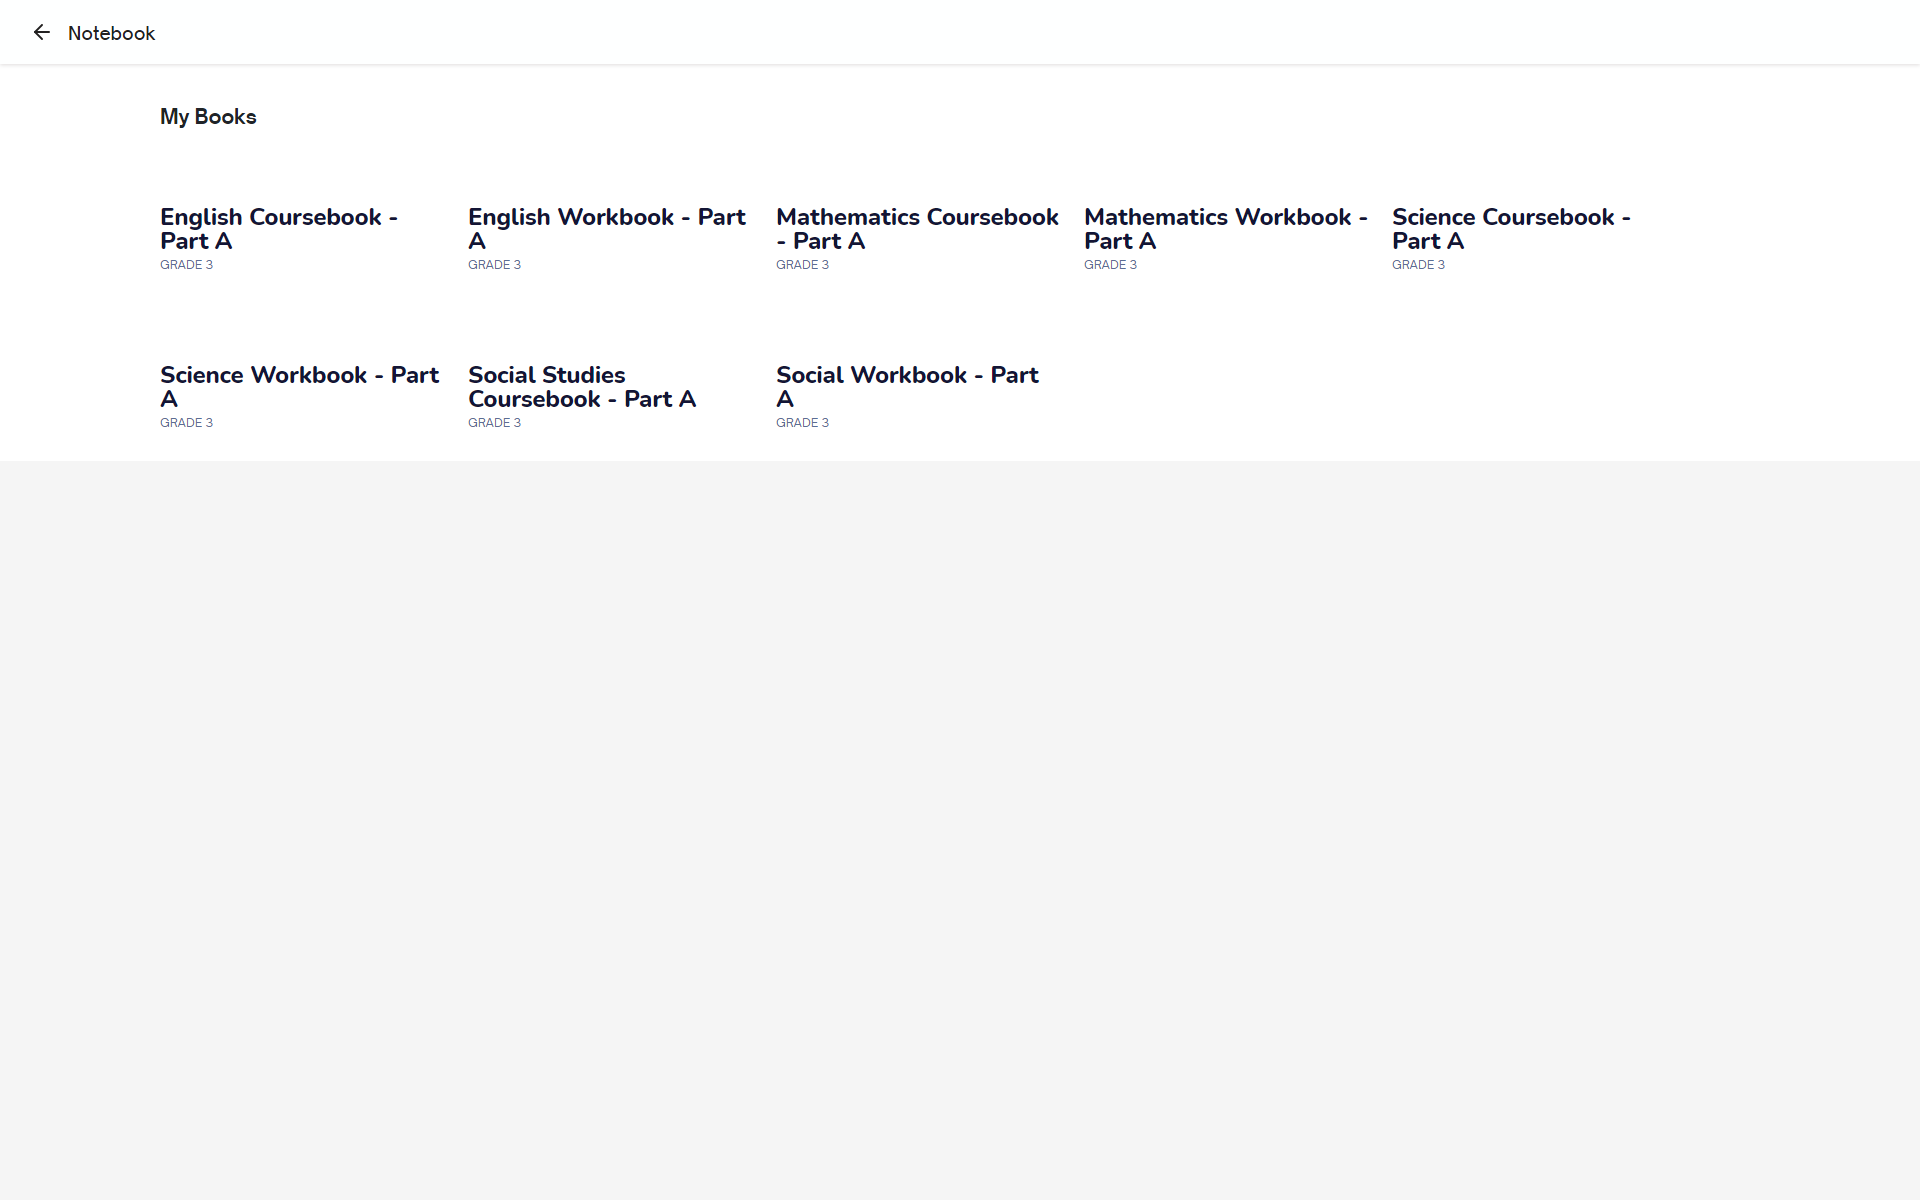 Notebook
My Books
English Coursebook -
Part A
GRADE 3
English Workbook - Part
A
GRADE 3
Mathematics Coursebook
- Part A
GRADE 3
Mathematics Workbook -
Part A
GRADE 3
Science Coursebook -
Part A
GRADE 3
Science Workbook - Part
A
GRADE 3
Social Studies
Coursebook - Part A
GRADE 3
Social Workbook - Part
A
GRADE 3